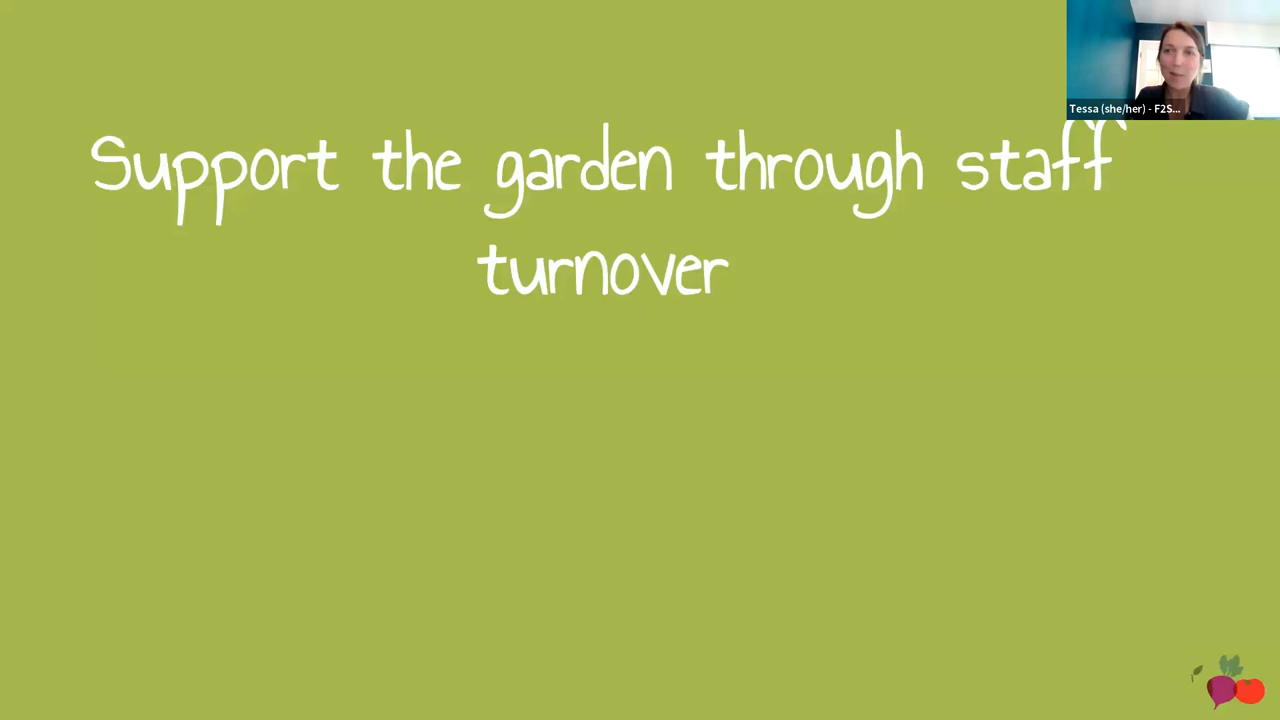 Support the garden through staff
turnover
Tessa (she/her) - F2S...